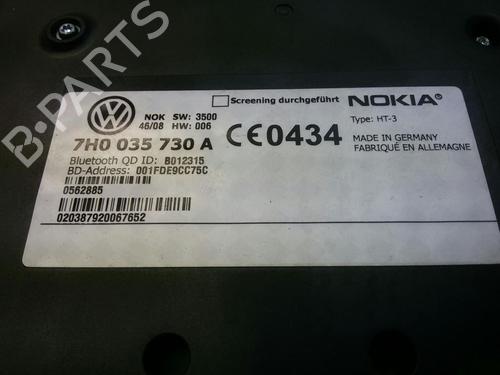 B-PARTS
NOK SW: 3500
46/08 HW: 006
Screening durchgeführt
NOKIA®
Type: HT-3
7H0 035 730 A
CE0434
MADE IN GERMANY
FABRIQUÉ EN ALLEMAGNE
Bluetooth QD ID: B012315
BD-Address: 001FDE9CC75C
0562885
020387920067652